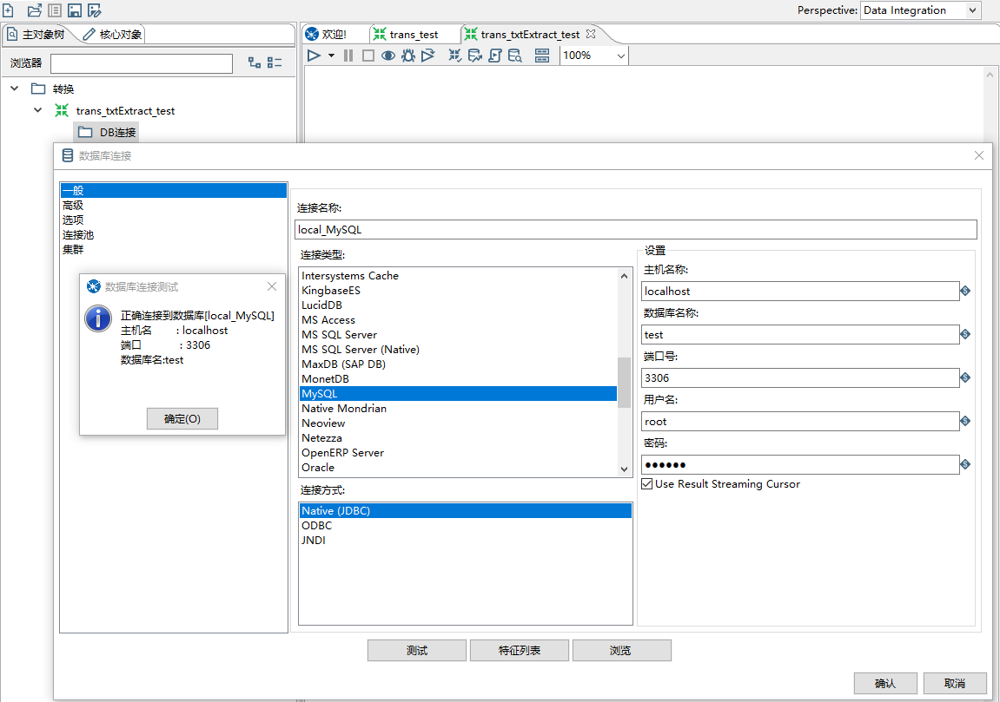 Perspective: Data Integration
主对象树 核心对象
欢迎! trans_test trans_txtExtract_test
浏览器
100%
转换
trans_txtExtract_test
DB连接
数据库连接
一般
高级
选项
连接池
集群
连接名称:
local_MySQL
连接类型:
Intersystems Cache
KingbaseES
LucidDB
MS Access
MS SQL Server
MS SQL Server (Native)
MaxDB (SAP DB)
MonetDB
MySQL
Native Mondrian
Neoview
Netezza
OpenERP Server
Oracle
连接方式:
Native (JDBC)
ODBC
JNDI
设置
主机名称:
localhost
数据库名称:
test
端口号:
3306
用户名:
root
密码:
●●●●●●
Use Result Streaming Cursor
数据库连接测试
正确连接到数据库[local_MySQL]
主机名 : localhost
端口 : 3306
数据库名:test
确定(O)
测试 特征列表 浏览
确认 取消